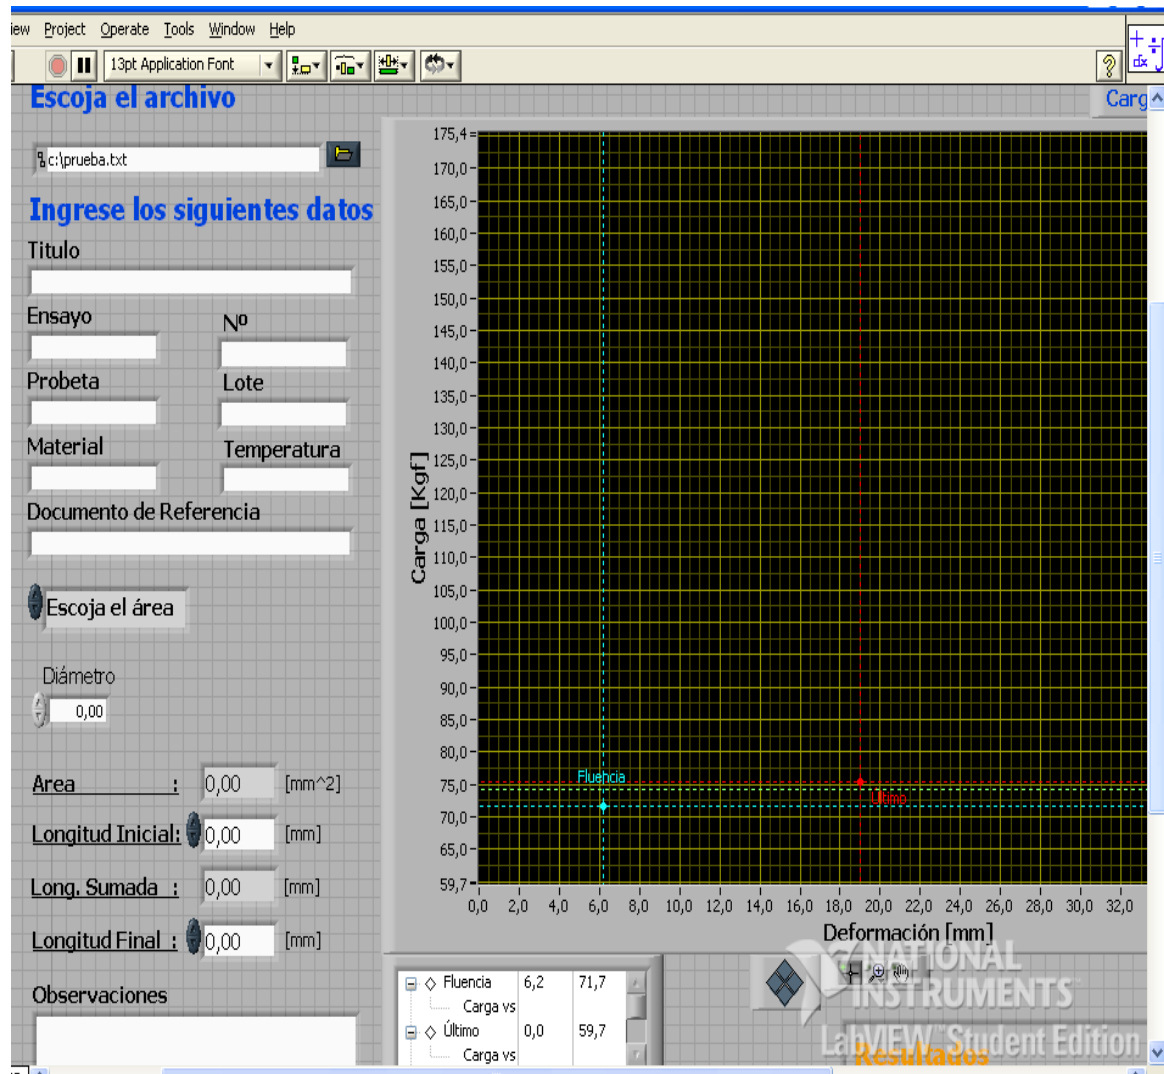 iew Project Operate Tools Window Help
13pt Application Font
dx
Escoja el archivo
Carg
c:\prueba.txt
Ingrese los siguientes datos
Titulo
Ensayo
Nº
Probeta
Lote
Material
Temperatura
Documento de Referencia
Escoja el área
Diámetro
0,00
Area : 0,00 [mm^2]
Longitud Inicial: 0,00 [mm]
Long. Sumada : 0,00 [mm]
Longitud Final : 0,00 [mm]
Observaciones
Carga [Kgf]
175,4
170,0
165,0
160,0
155,0
150,0
145,0
140,0
135,0
130,0
125,0
120,0
115,0
110,0
105,0
100,0
95,0
90,0
85,0
80,0
75,0
70,0
65,0
59,7
Fluencia
Último
0,0 2,0 4,0 6,0 8,0 10,0 12,0 14,0 16,0 18,0 20,0 22,0 24,0 26,0 28,0 30,0 32,0
Deformación [mm]
Fluencia 6,2 71,7
Carga vs
Último 0,0 59,7
Carga vs
NATIONAL
INSTRUMENTS
LabVIEW Student Edition
Resultados